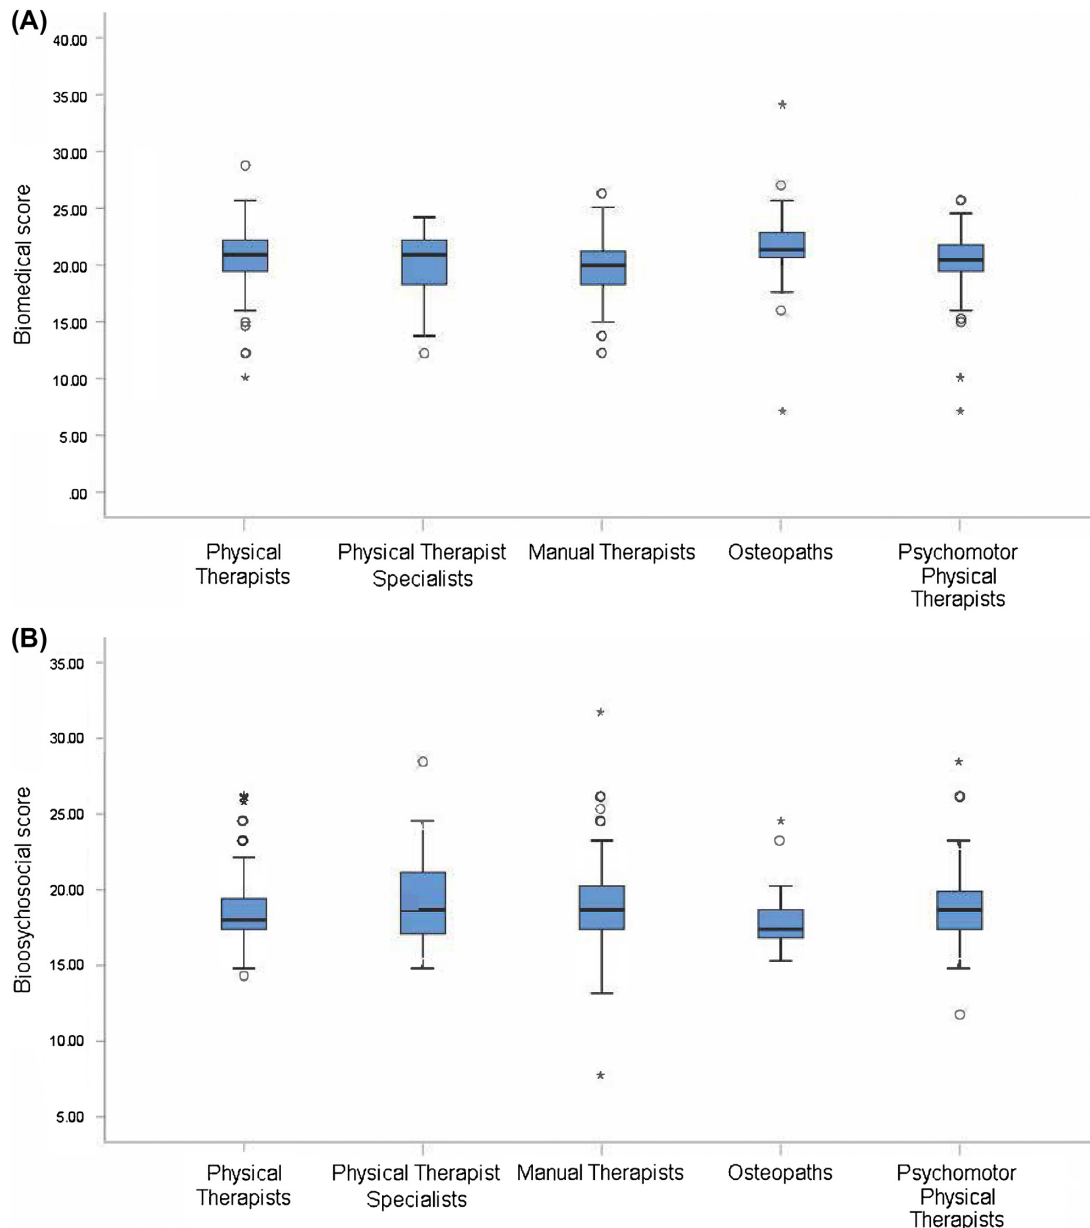 (A)
40.00
35.00
30.00
25.00
20.00
15.00
10.00
5.00
.00
Biomedical score
Physical
Therapists
Physical Therapist
Specialists
Manual Therapists
Osteopaths
Psychomotor
Physical
Therapists
(B)
35.00
30.00
25.00
20.00
15.00
10.00
5.00
Bioosychosocial score
Physical
Therapists
Physical Therapist
Specialists
Manual Therapists
Osteopaths
Psychomotor
Physical
Therapists